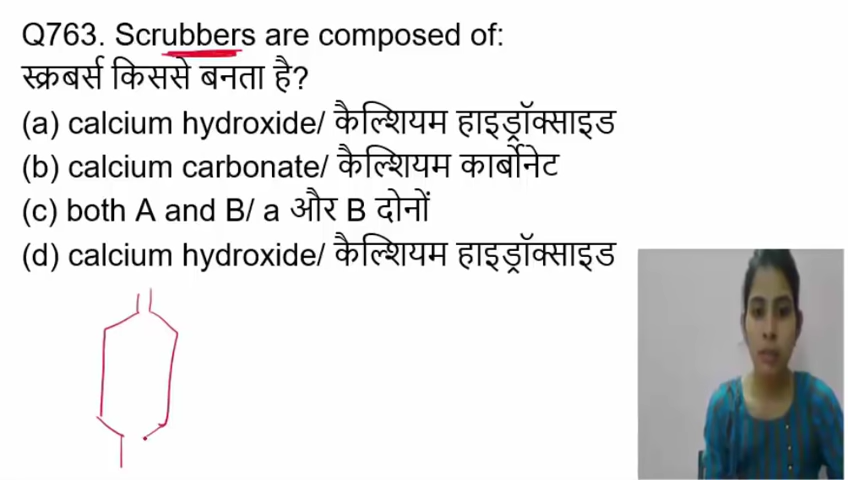 Q763. Scrubbers are composed of:
स्क्रबर्स किससे बनता है?
(a) calcium hydroxide/ कैल्शियम हाइड्रॉक्साइड
(b) calcium carbonate/ कैल्शियम कार्बोनेट
(c) both A and B/ a और B दोनों
(d) calcium hydroxide/ कैल्शियम हाइड्रॉक्साइड